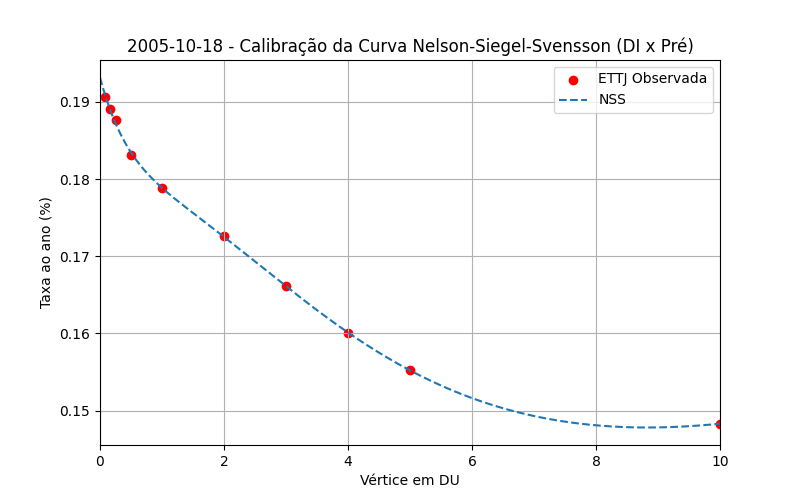 2005-10-18 - Calibração da Curva Nelson-Siegel-Svensson (DI x Pré)
ETTJ Observada
NSS
Taxa ao ano (%)
0.19
0.18
0.17
0.16
0.15
0 2 4 6 8 10
Vértice em DU